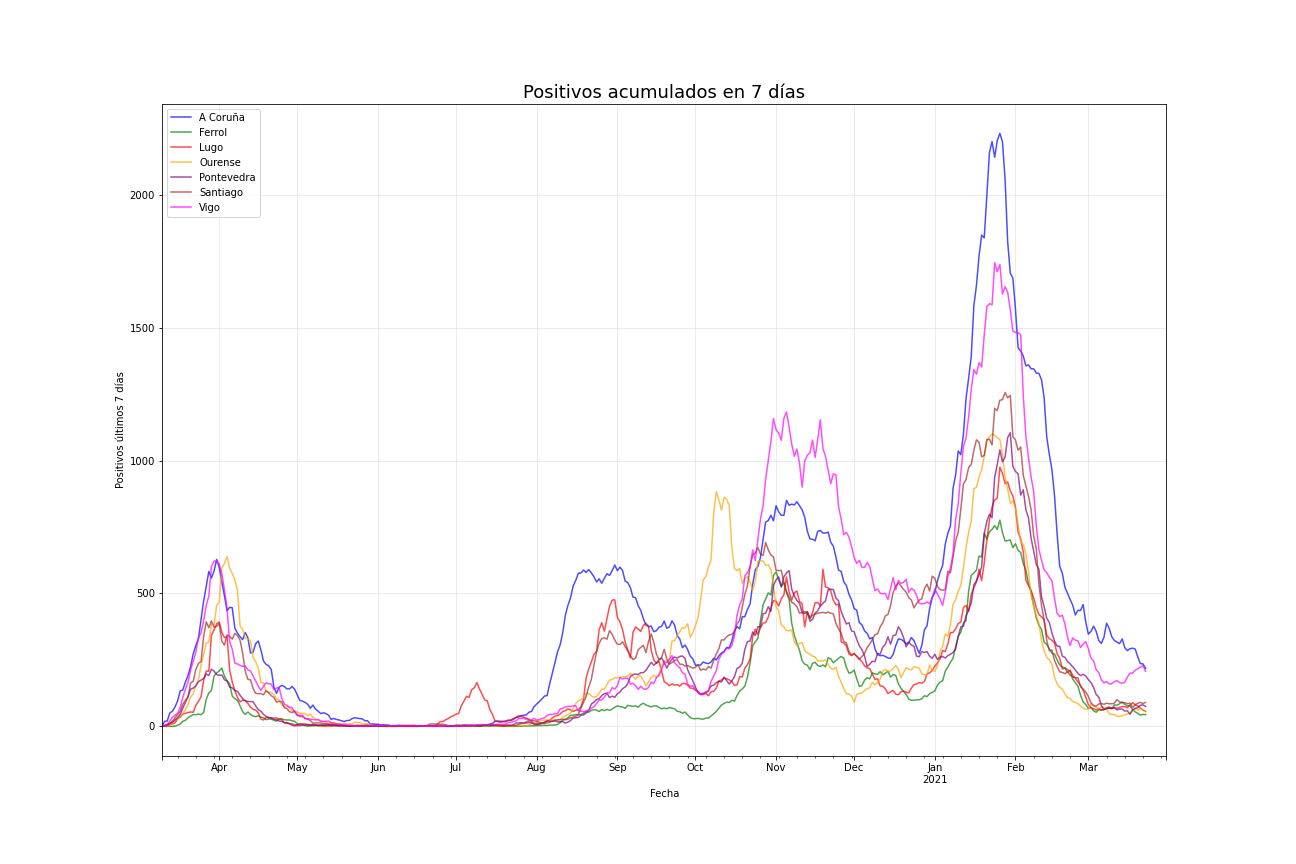 Positivos acumulados en 7 días
A Coruña
Ferrol
Lugo
Ourense
Pontevedra
Santiago
Vigo
Positivos últimos 7 días
2000
1500
1000
500
0
Apr May Jun Jul Aug Sep Oct Nov Dec Jan Feb Mar
2021
Fecha